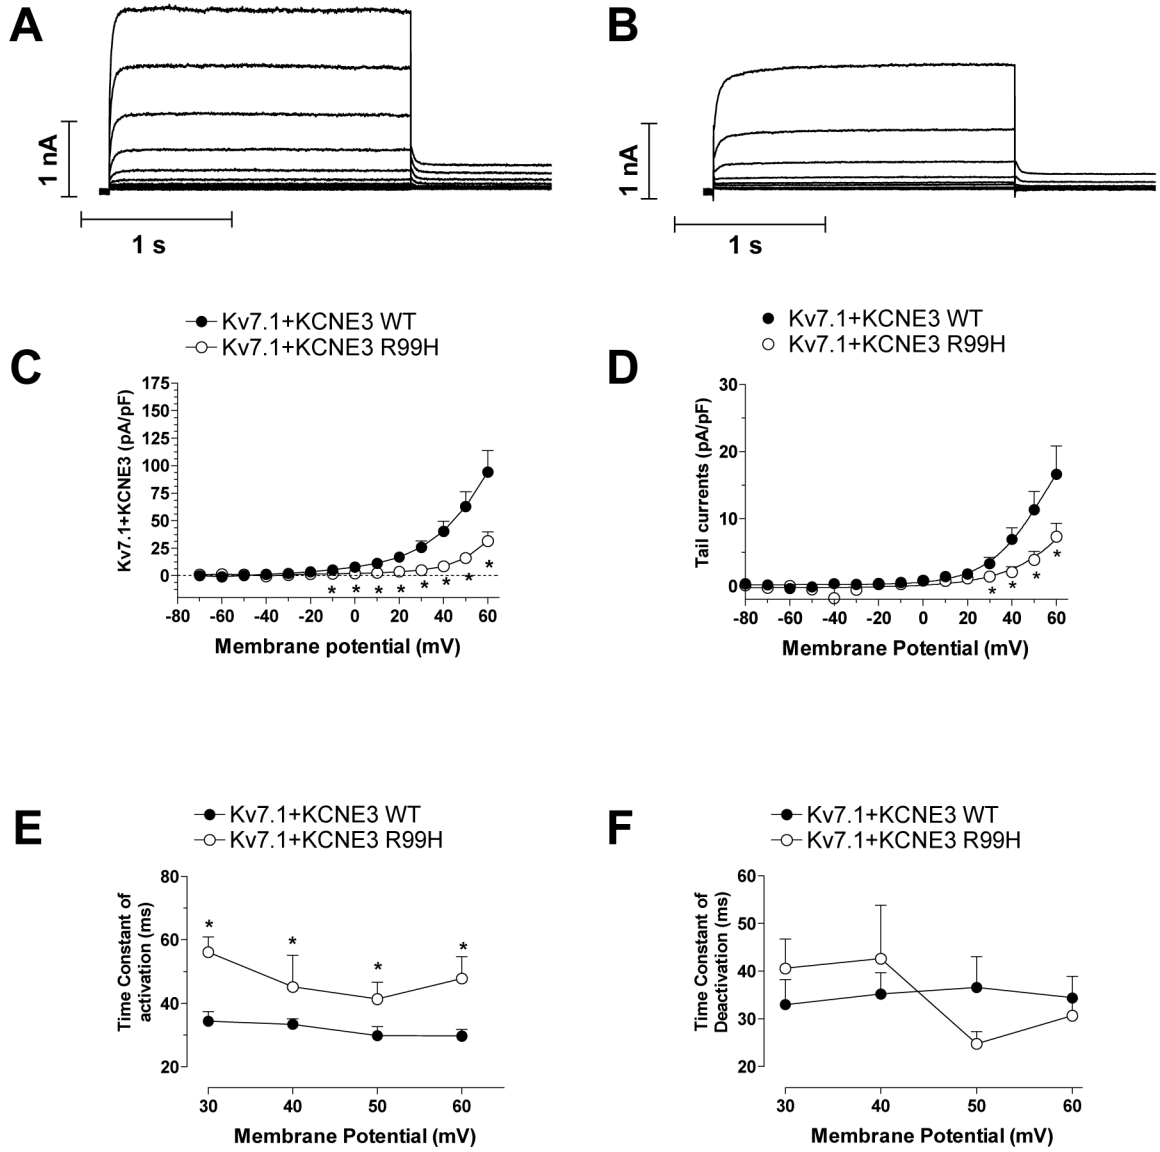 A
1 nA
1 s
B
1 nA
1 s
C
Kv7.1+KCNE3 WT
Kv7.1+KCNE3 R99H
Kv7.1+KCNE3 (pA/pF)
175
150
125
100
75
50
25
0
* * * * * * * *
-80 -60 -40 -20 0 20 40 60
Membrane potential (mV)
D
Kv7.1+KCNE3 WT
Kv7.1+KCNE3 R99H
Tail currents (pA/pF)
30
20
10
0
* * * *
-80 -60 -40 -20 0 20 40 60
Membrane Potential (mV)
E
Kv7.1+KCNE3 WT
Kv7.1+KCNE3 R99H
Time Constant of
activation (ms)
80
60
40
20
* * * *
30 40 50 60
Membrane Potential (mV)
F
Kv7.1+KCNE3 WT
Kv7.1+KCNE3 R99H
Time Constant of
Deactivation (ms)
60
50
40
30
20
30 40 50 60
Membrane Potential (mV)